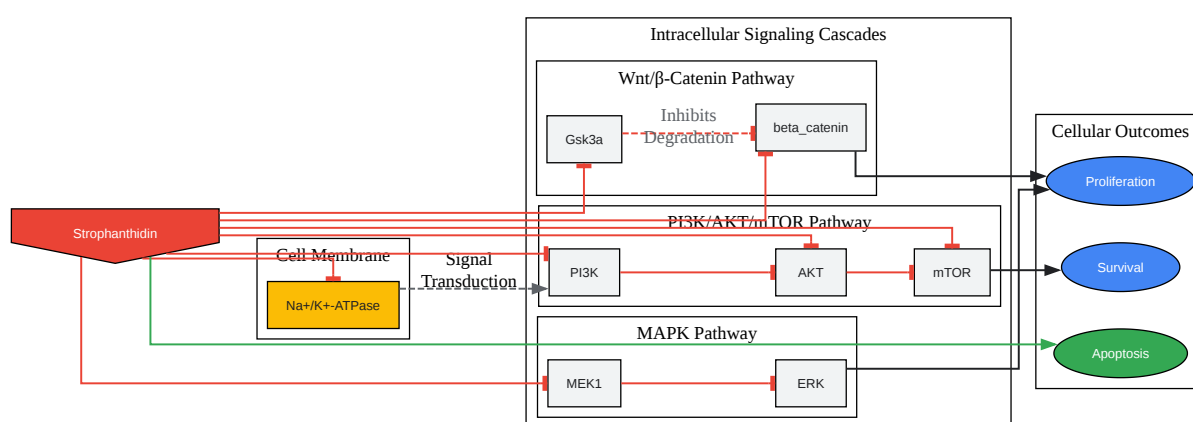 Intracellular Signaling Cascades
Wnt/β-Catenin Pathway
Inhibits
Degradation
Gsk3a
beta_catenin
Cellular Outcomes
Proliferation
Strophanthidin
PI3K/AKT/mTOR Pathway
Cell Membrane
Signal
Transduction
Na+/K+-ATPase
PI3K
AKT
mTOR
Survival
MAPK Pathway
MEK1
ERK
Apoptosis